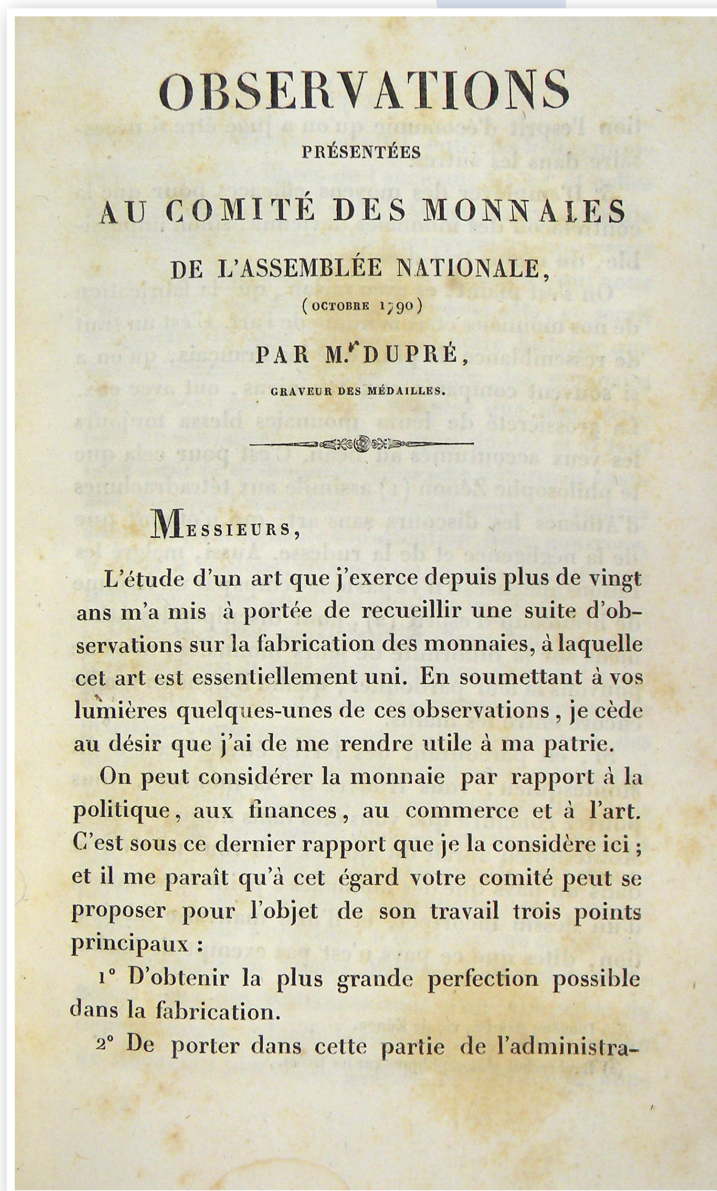 OBSERVATIONS
PRÉSENTÉES
AU COMITÉ DES MONNAIES
DE L'ASSEMBLÉE NATIONALE,
(OCTOBRE 1790)
PAR M.r DUPRÉ,
GRAVEUR DES MÉDAILLES.
MESSIEURS,
L'étude d'un art que j'exerce depuis plus de vingt
ans m'a mis à portée de recueillir une suite d'ob-
servations sur la fabrication des monnaies, à laquelle
cet art est essentiellement uni. En soumettant à vos
lumières quelques-unes de ces observations, je cède
au désir que j'ai de me rendre utile à ma patrie.
On peut considérer la monnaie par rapport à la
politique, aux finances, au commerce et à l'art.
C'est sous ce dernier rapport que je la considère ici ;
et il me paraît qu'à cet égard votre comité peut se
proposer pour l'objet de son travail trois points
principaux :
1° D'obtenir la plus grande perfection possible
dans la fabrication.
2° De porter dans cette partie de l'administra-